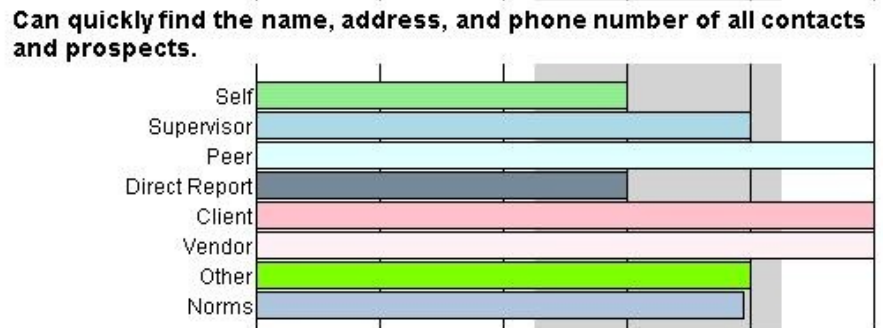 Can quickly find the name, address, and phone number of all contacts
and prospects.
Self
Supervisor
Peer
Direct Report
Client
Vendor
Other
Norms